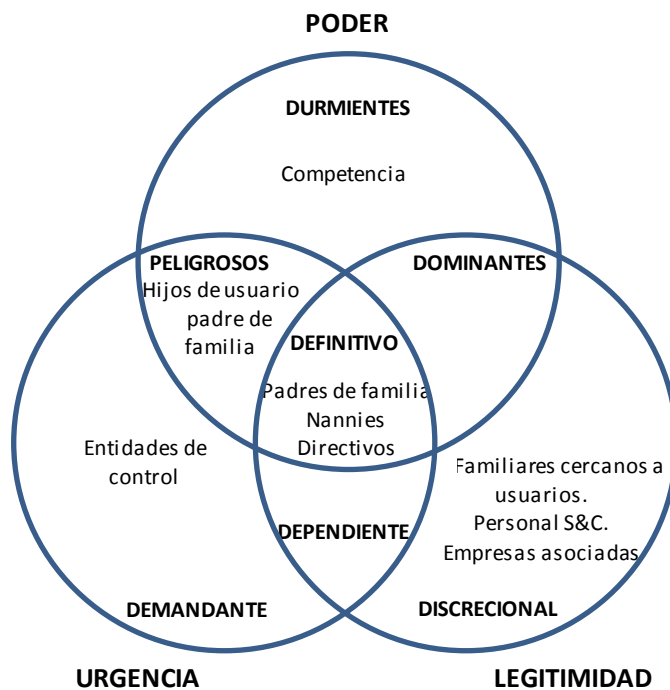 PODER
DURMIENTES
Competencia
PELIGROSOS
Hijos de usuario
padre de
familia
DOMINANTES
DEFINITIVO
Padres de familia
Nannies
Directivos
Entidades de
control
Familiares cercanos a
usuarios.
Personal S&C.
Empresas asociadas
DEPENDIENTE
DEMANDANTE
DISCRECIONAL
URGENCIA
LEGITIMIDAD